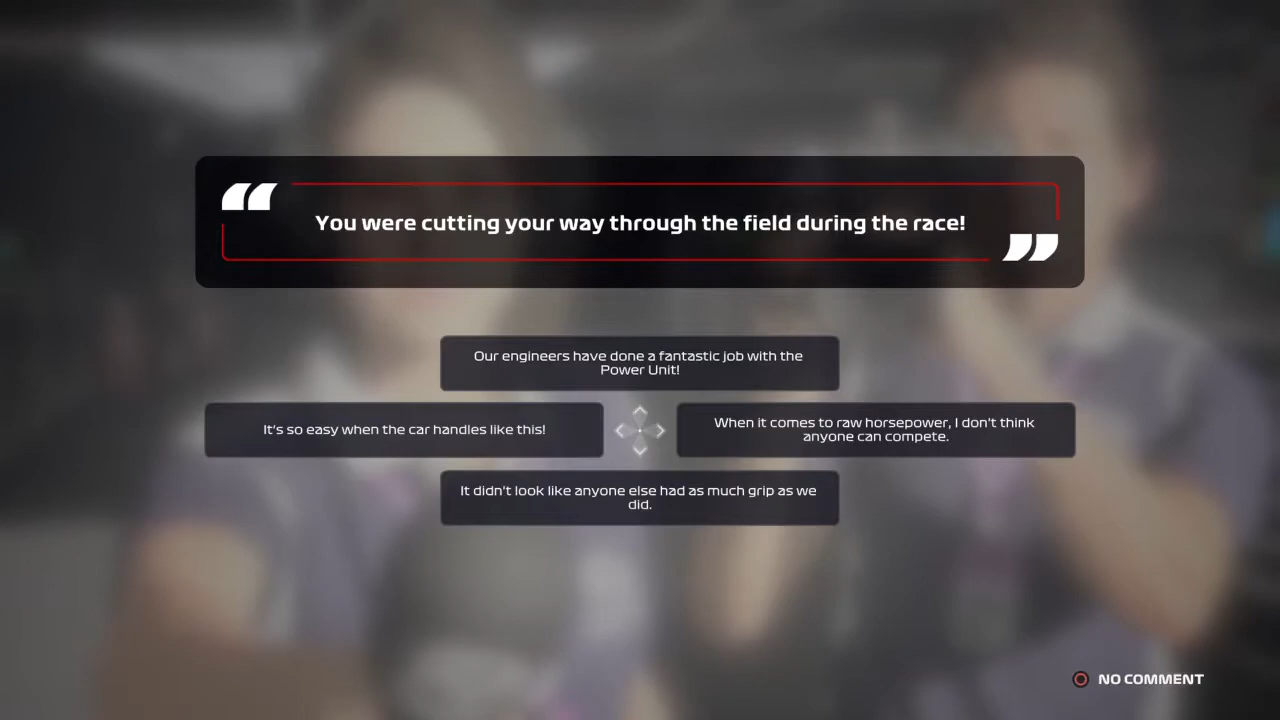 You were cutting your way through the field during the race!
Our engineers have done a fantastic job with the
Power Unit!
It's so easy when the car handles like this!
When it comes to raw horsepower, I don't think
anyone can compete.
It didn't look like anyone else had as much grip as we
did.
NO COMMENT